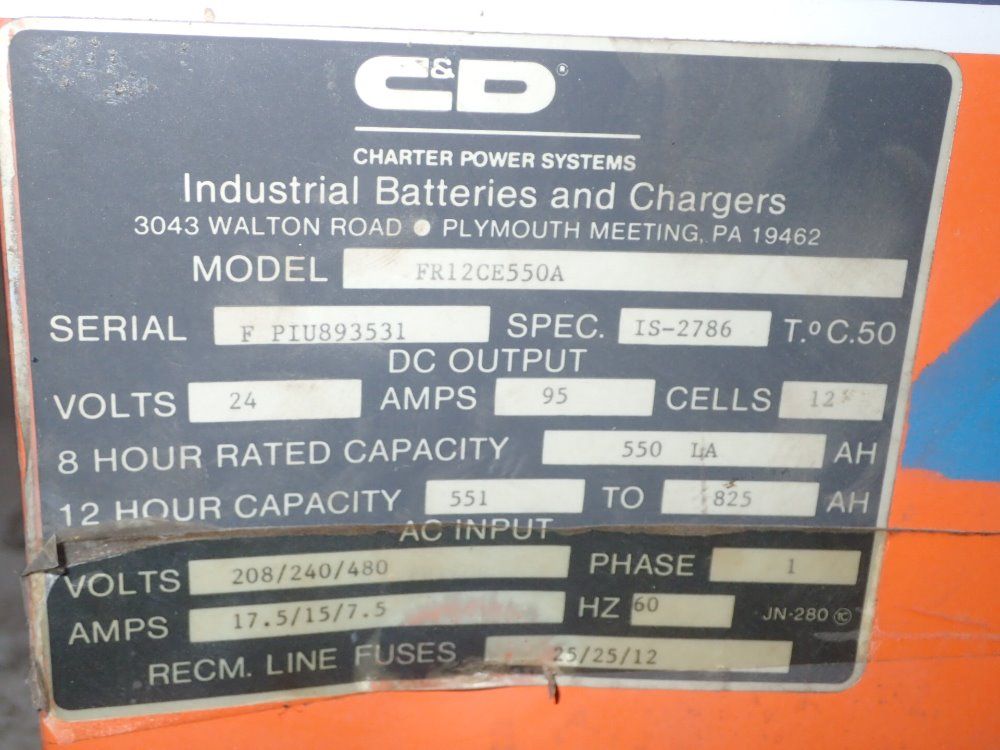 C&D®
CHARTER POWER SYSTEMS
Industrial Batteries and Chargers
3043 WALTON ROAD ● PLYMOUTH MEETING, PA 19462
MODEL FR12CE550A
SERIAL F PIU893531 SPEC. IS-2786 T.º C.50
DC OUTPUT
VOLTS 24 AMPS 95 CELLS 12
8 HOUR RATED CAPACITY 550 LA AH
12 HOUR CAPACITY 551 TO 825 AH
AC INPUT
VOLTS 208/240/480 PHASE 1
AMPS 17.5/15/7.5 HZ 60 JN-280
RECM. LINE FUSES 25/25/12